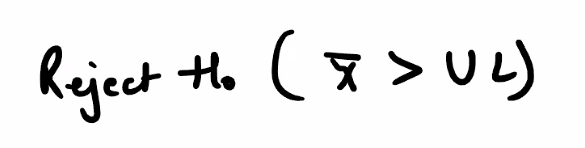 Reject H₀ ( x̅ > UL)